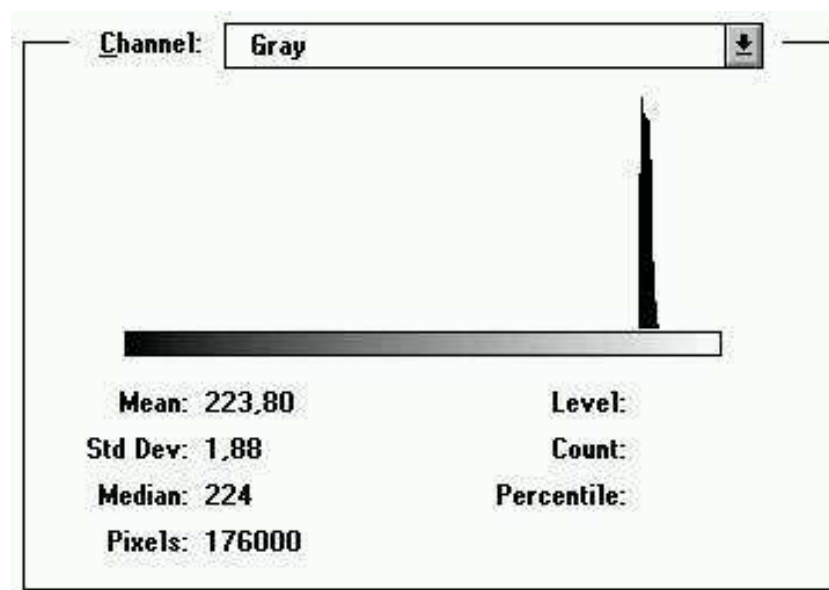 Channel: Gray
Mean: 223,80 Level:
Std Dev: 1,88 Count:
Median: 224 Percentile:
Pixels: 176000